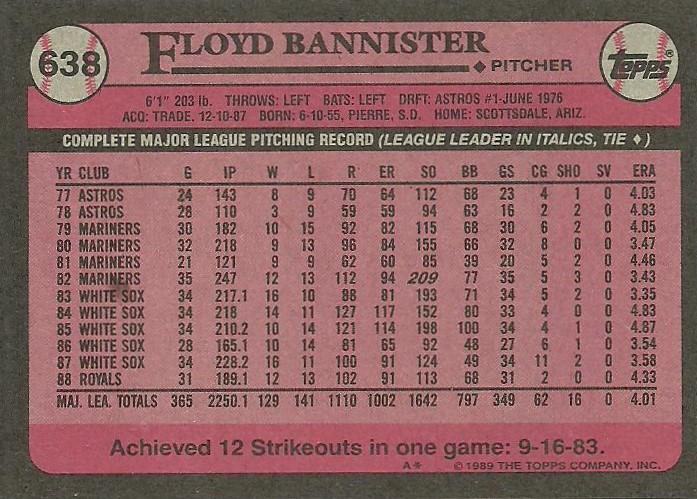 638
FLOYD BANNISTER
PITCHER
TOPPS®
6'1" 203 lb. THROWS: LEFT BATS: LEFT DRFT: ASTROS #1-JUNE 1976
ACQ: TRADE, 12-10-87 BORN: 6-10-55, PIERRE, S.D. HOME: SCOTTSDALE, ARIZ.
COMPLETE MAJOR LEAGUE PITCHING RECORD (LEAGUE LEADER IN ITALICS, TIE ♦)
YR CLUB G IP W L R ER SO BB GS CG SHO SV ERA
77 ASTROS 24 143 8 9 70 64 112 68 23 4 1 0 4.03
78 ASTROS 28 110 3 9 59 59 94 63 16 2 2 0 4.83
79 MARINERS 30 182 10 15 92 82 115 68 30 6 2 0 4.05
80 MARINERS 32 218 9 13 96 84 155 66 32 8 0 0 3.47
81 MARINERS 21 121 9 9 62 60 85 39 20 5 2 0 4.46
82 MARINERS 35 247 12 13 112 94 209 77 35 5 3 0 3.43
83 WHITE SOX 34 217.1 16 10 88 81 193 71 34 5 2 0 3.35
84 WHITE SOX 34 218 14 11 127 117 152 80 33 4 0 0 4.83
85 WHITE SOX 34 210.2 10 14 121 114 198 100 34 4 1 0 4.87
86 WHITE SOX 28 165.1 10 14 81 65 92 48 27 6 1 0 3.54
87 WHITE SOX 34 228.2 16 11 100 91 124 49 34 11 2 0 3.58
88 ROYALS 31 189.1 12 13 102 91 113 68 31 2 0 0 4.33
MAJ. LEA. TOTALS 365 2250.1 129 141 1110 1002 1642 797 349 62 16 0 4.01
Achieved 12 Strikeouts in one game: 9-16-83.
A* © 1989 THE TOPPS COMPANY, INC.